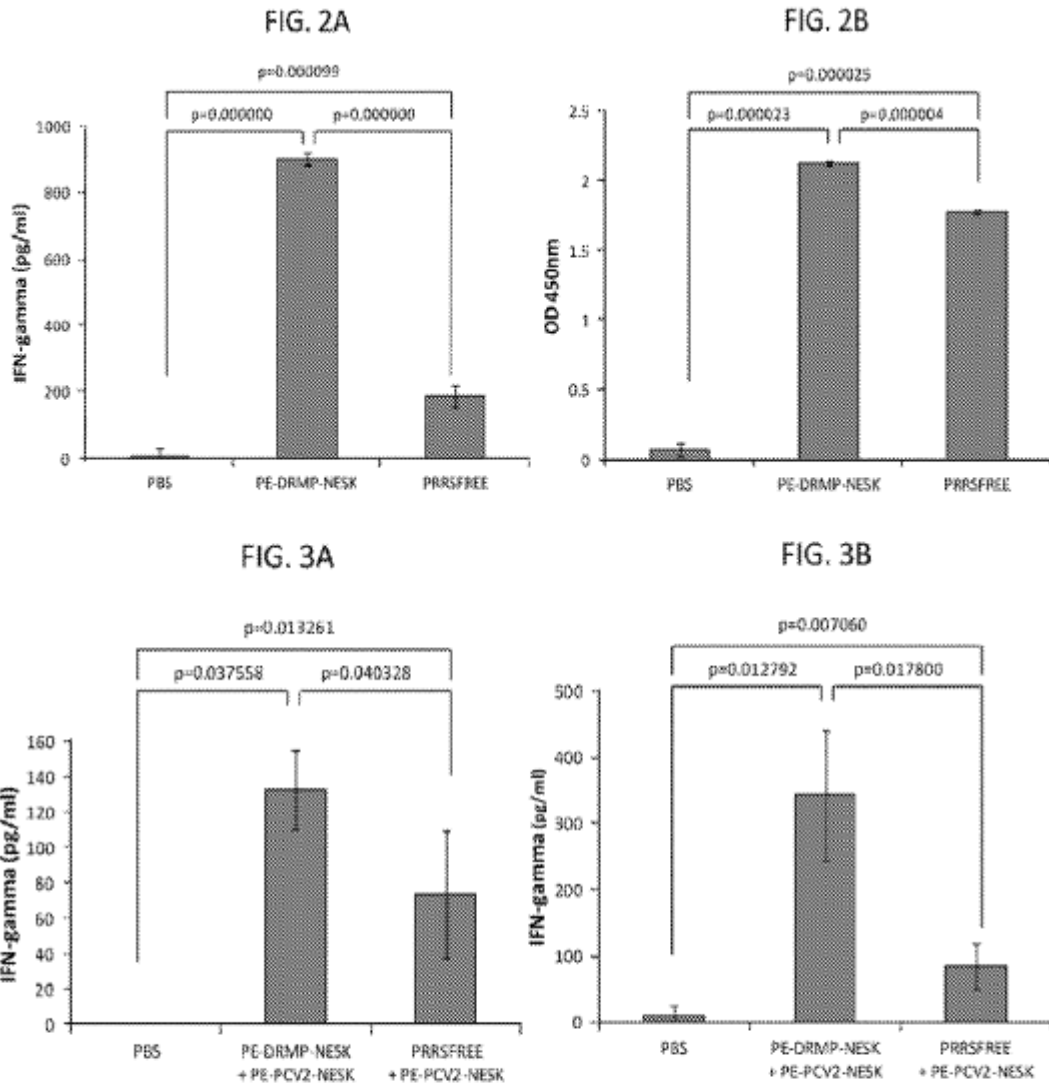 FIG. 2A
p=0.000099
p=0.000000
p=0.000000
IFN-gamma (pg/ml)
1000
800
600
400
200
0
PBS
PE-DRMP-NESK
PRRSFREE
FIG. 2B
p=0.000025
p=0.000023
p=0.000004
OD 450nm
2.5
2
1.5
1
0.5
0
PBS
PE-DRMP-NESK
PRRSFREE
FIG. 3A
p=0.013261
p=0.037558
p=0.040328
IFN-gamma (pg/ml)
160
140
120
100
80
60
40
20
0
PBS
PE-DRMP-NESK
+ PE-PCV2-NESK
PRRSFREE
+ PE-PCV2-NESK
FIG. 3B
p=0.007060
p=0.012792
p=0.017800
IFN-gamma (pg/ml)
500
400
300
200
100
0
PBS
PE-DRMP-NESK
+ PE-PCV2-NESK
PRRSFREE
+ PE-PCV2-NESK